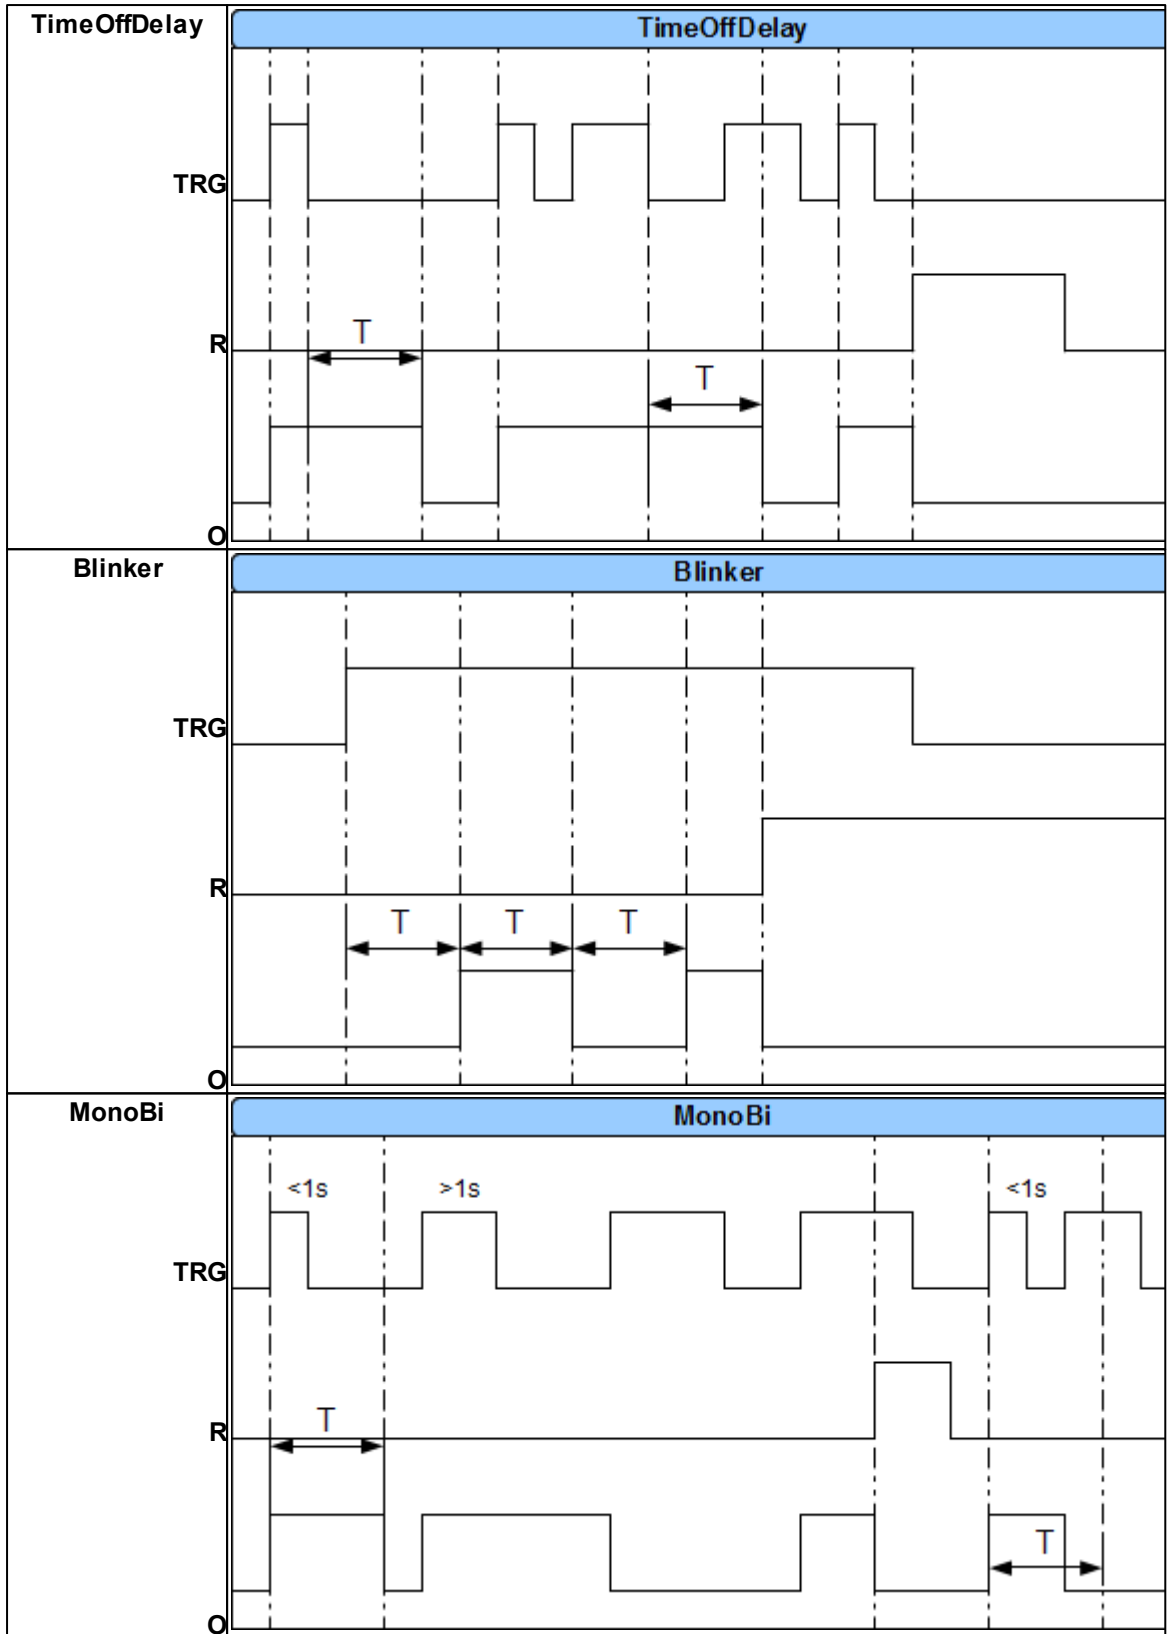 TimeOffDelay
TimeOffDelay
TRG
R
T
T
O
Blinker
Blinker
TRG
R
T T T
O
MonoBi
MonoBi
<1s >1s <1s
TRG
R
T
T
O